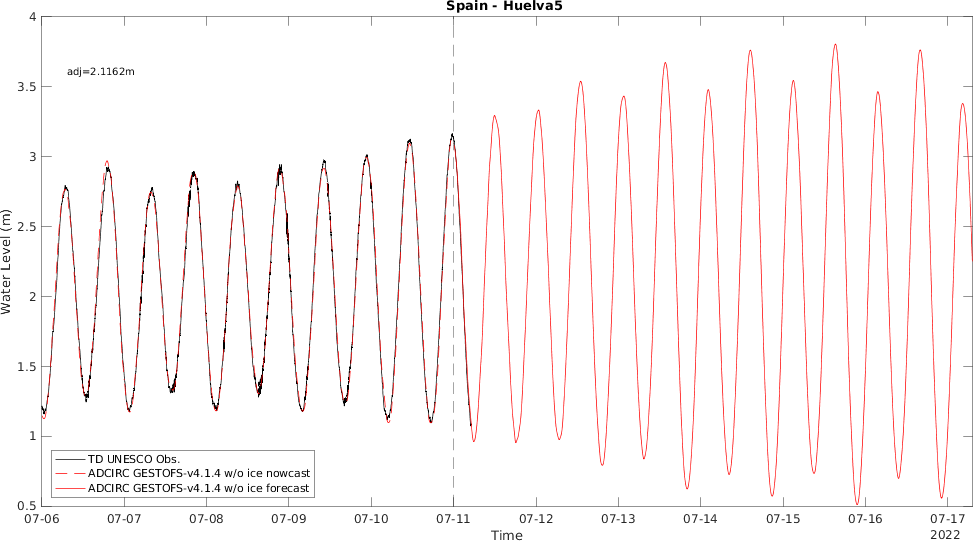 Spain - Huelva5
4
adj=2.1162m
3.5
3
2.5
Water Level (m)
2
1.5
1
TD UNESCO Obs.
ADCIRC GESTOFS-v4.1.4 w/o ice nowcast
ADCIRC GESTOFS-v4.1.4 w/o ice forecast
0.5
07-06 07-07 07-08 07-09 07-10 07-11 07-12 07-13 07-14 07-15 07-16 07-17
Time
2022